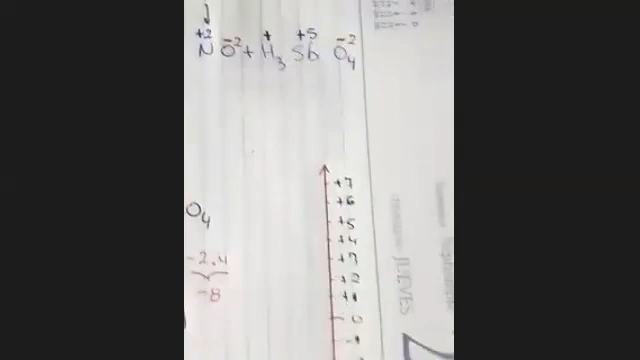 +2 -2 + +5 -2
N O + H₃ Sb O₄
O₄
-2.4
-8
+7
+6
+5
+4
+3
+2
+1
0
JUEVES